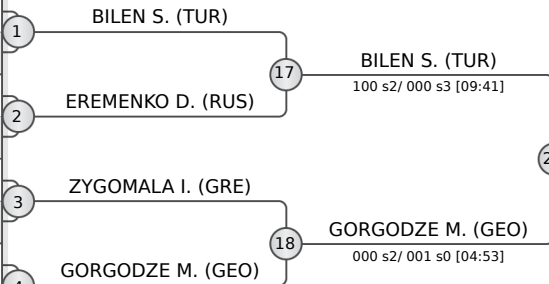 BILEN S. (TUR)
1
17
BILEN S. (TUR)
100 s2/ 000 s3 [09:41]
EREMENKO D. (RUS)
2
ZYGOMALA I. (GRE)
3
18
GORGODZE M. (GEO)
000 s2/ 001 s0 [04:53]
GORGODZE M. (GEO)